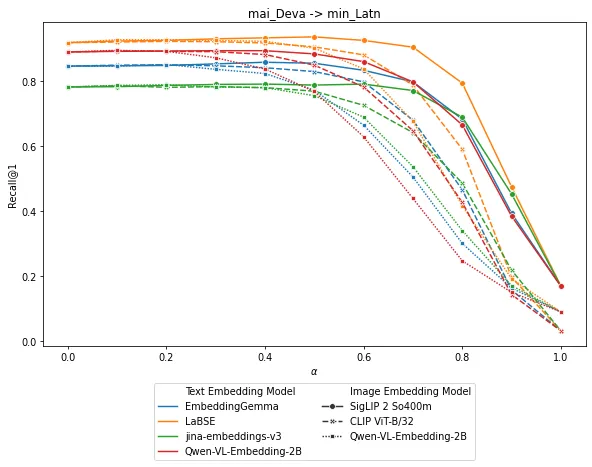 mai_Deva -> min_Latn
Recall@1
0.8
0.6
0.4
0.2
0.0
0.0 0.2 0.4 0.6 0.8 1.0
α
Text Embedding Model
EmbeddingGemma
LaBSE
jina-embeddings-v3
Qwen-VL-Embedding-2B
Image Embedding Model
SigLIP 2 So400m
CLIP ViT-B/32
Qwen-VL-Embedding-2B